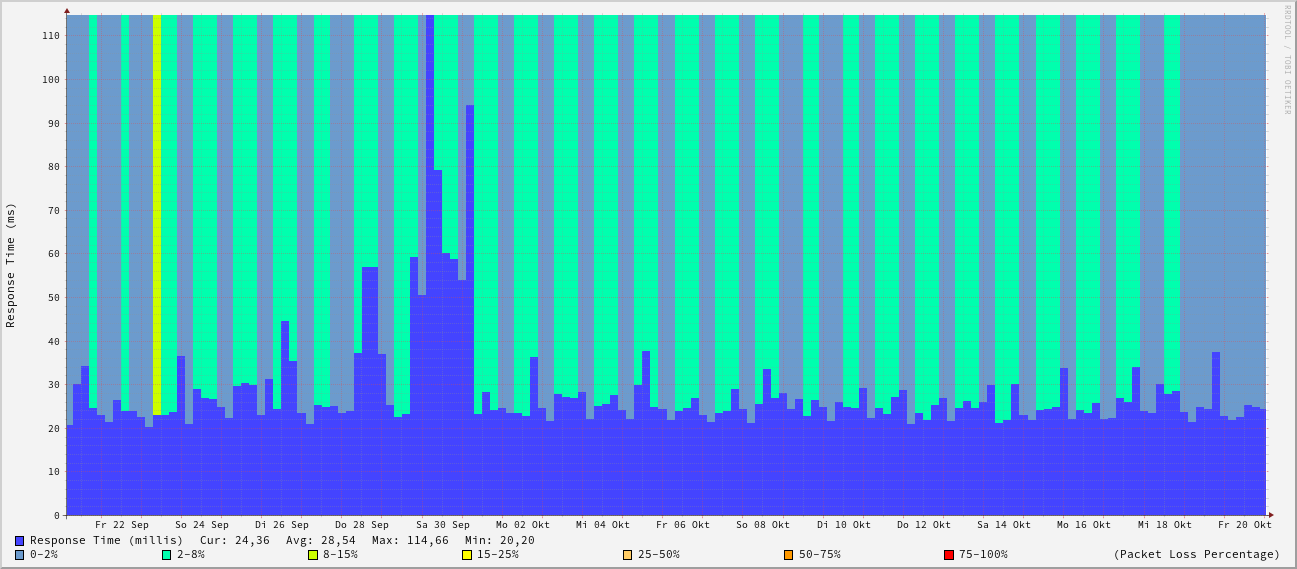 RRDTOOL / TOBI OETIKER
Response Time (ms)
110
100
90
80
70
60
50
40
30
20
10
0
Fr 22 Sep So 24 Sep Di 26 Sep Do 28 Sep Sa 30 Sep Mo 02 Okt Mi 04 Okt Fr 06 Okt So 08 Okt Di 10 Okt Do 12 Okt Sa 14 Okt Mo 16 Okt Mi 18 Okt Fr 20 Okt
Response Time (millis) Cur: 24,36 Avg: 28,54 Max: 114,66 Min: 20,20
0-2% 2-8% 8-15% 15-25% 25-50% 50-75% 75-100% (Packet Loss Percentage)